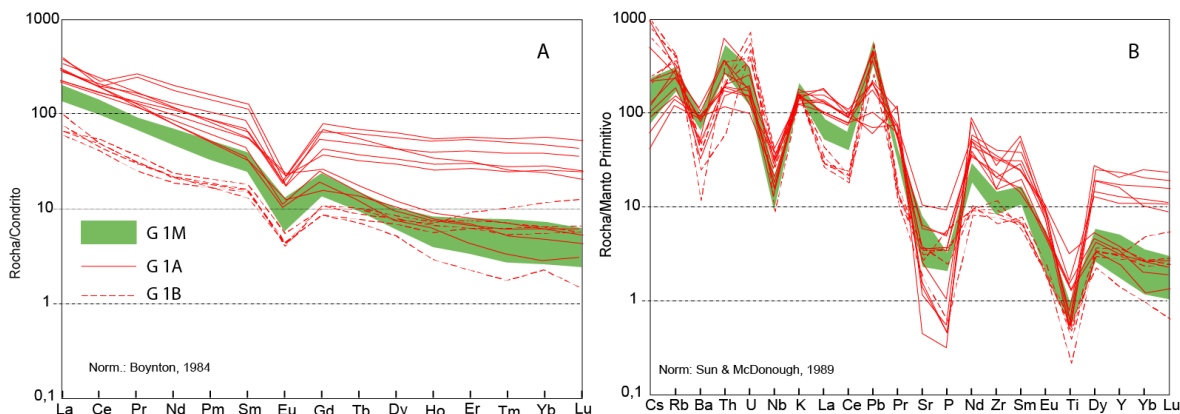 1000
100
10
1
0,1
Rocha/Condrito
A
G 1M
G 1A
G 1B
Norm.: Boynton, 1984
La Ce Pr Nd Pm Sm Eu Gd Tb Dy Ho Er Tm Yb Lu
1000
100
10
1
0,1
Rocha/Manto Primitivo
B
Norm: Sun & McDonough, 1989
Cs Rb Ba Th U Nb K La Ce Pb Pr Sr P Nd Zr Sm Eu Ti Dy Y Yb Lu